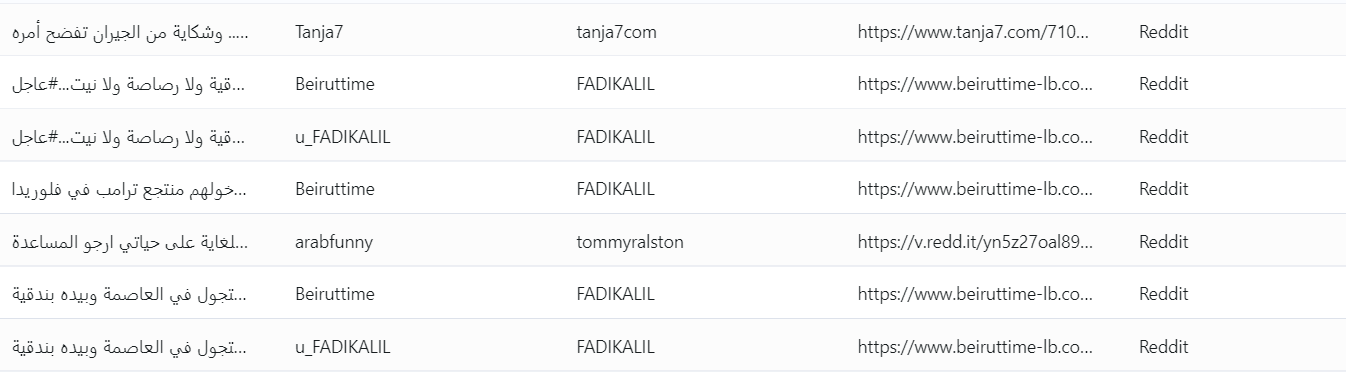 ..... وشكاية من الجيران تفضح أمره Tanja7 tanja7com https://www.tanja7.com/710... Reddit
...قية ولا رصاصة ولا نيت...#عاجل Beiruttime FADIKALIL https://www.beiruttime-lb.co... Reddit
...قية ولا رصاصة ولا نيت...#عاجل u_FADIKALIL FADIKALIL https://www.beiruttime-lb.co... Reddit
...خولهم منتجع ترامب في فلوريدا Beiruttime FADIKALIL https://www.beiruttime-lb.co... Reddit
...لغاية على حياتي ارجو المساعدة arabfunny tommyralston https://v.redd.it/yn5z27oal89... Reddit
...تجول في العاصمة وبيده بندقية Beiruttime FADIKALIL https://www.beiruttime-lb.co... Reddit
...تجول في العاصمة وبيده بندقية u_FADIKALIL FADIKALIL https://www.beiruttime-lb.co... Reddit